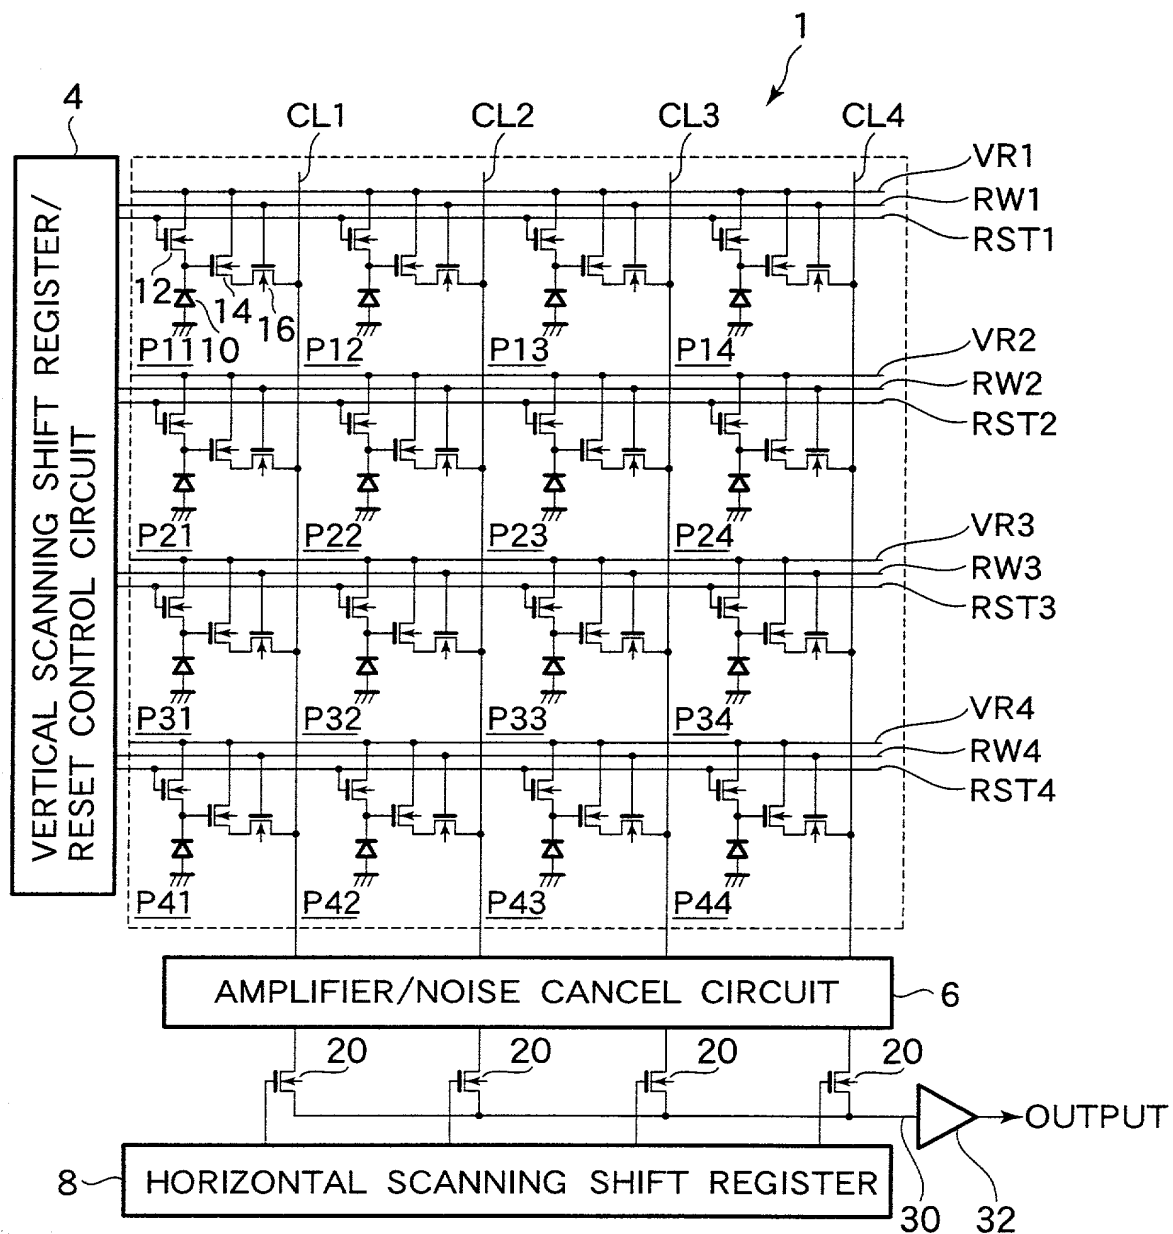 1
4
CL1
CL2
CL3
CL4
VR1
RW1
RST1
12
14
16
10
P11
P12
P13
P14
VR2
RW2
RST2
P21
P22
P23
P24
VR3
RW3
RST3
P31
P32
P33
P34
VR4
RW4
RST4
P41
P42
P43
P44
VERTICAL SCANNING SHIFT REGISTER/
RESET CONTROL CIRCUIT
AMPLIFIER/NOISE CANCEL CIRCUIT
6
20
20
20
20
OUTPUT
8
HORIZONTAL SCANNING SHIFT REGISTER
30
32